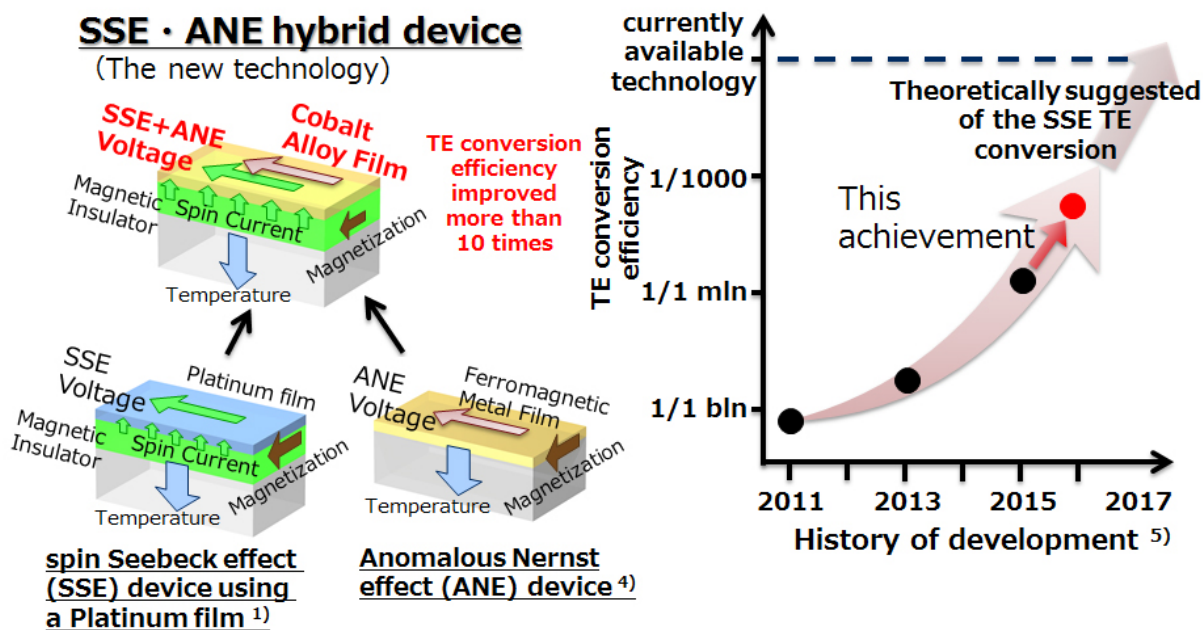 SSE · ANE hybrid device
(The new technology)
SSE+ANE
Voltage
Cobalt
Alloy Film
TE conversion
efficiency
improved
more than
10 times
Magnetic
Insulator
Spin Current
Magnetization
Temperature
SSE
Voltage
Platinum film
Magnetic
Insulator
Spin Current
Magnetization
Temperature
spin Seebeck effect
(SSE) device using
a Platinum film 1)
ANE
Voltage
Ferromagnetic
Metal Film
Magnetization
Temperature
Anomalous Nernst
effect (ANE) device 4)
currently
available
technology
Theoretically suggested
of the SSE TE
conversion
TE conversion
efficiency
1/1000
1/1 mln
1/1 bln
This
achievement
2011
2013
2015
2017
History of development 5)